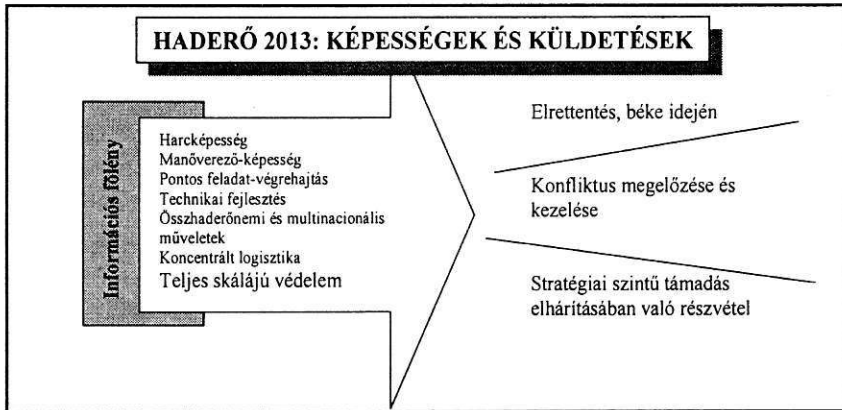 HADERŐ 2013: KÉPESSÉGEK ÉS KÜLDETÉSEK
Információs fölény
Harcképesség
Manőverező-képesség
Pontos feladat-végrehajtás
Technikai fejlesztés
Összhaderőnemi és multinacionális
műveletek
Koncentrált logisztika
Teljes skálájú védelem
Elrettentés, béke idején
Konfliktus megelőzése és
kezelése
Stratégiai szintű támadás
elhárításában való részvétel